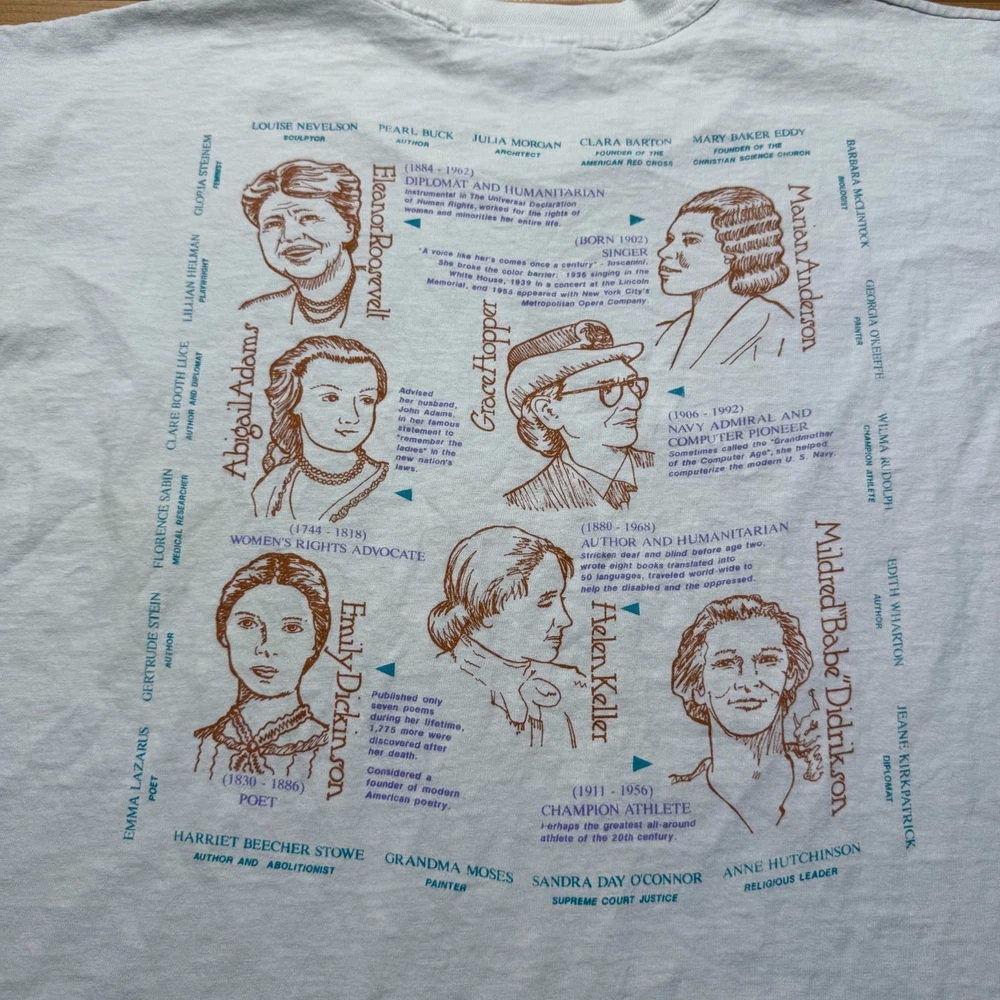 LOUISE NEVELSON
SCULPTOR
PEARL BUCK
AUTHOR
JULIA MORGAN
ARCHITECT
CLARA BARTON
FOUNDER OF THE
AMERICAN RED CROSS
MARY BAKER EDDY
FOUNDER OF THE
CHRISTIAN SCIENCE CHURCH
GLORIA STEINEM
FEMINIST
LILLIAN HELMAN
PLAYWRIGHT
CLARE BOOTH LUCE
AUTHOR AND DIPLOMAT
FLORENCE SABIN
MEDICAL RESEARCHER
GERTRUDE STEIN
AUTHOR
EMMA LAZARUS
POET
Eleanor Roosevelt
(1884 - 1962)
DIPLOMAT AND HUMANITARIAN
Instrumental in The Universal Declaration
of Human Rights, worked for the rights of
women and minorities her entire life.
Marian Anderson
(BORN 1902)
SINGER
"A voice like her's comes once a century" - Toscanini.
She broke the color barrier: 1936 singing in the
White House, 1939 in a concert at the Lincoln
Memorial, and 1955 appeared with New York City's
Metropolitan Opera Company.
Abigail Adams
Advised
her husband,
John Adams,
in her famous
statement to
"remember the
ladies" in the
new nation's
laws.
(1744 - 1818)
WOMEN'S RIGHTS ADVOCATE
Grace Hopper
(1906 - 1992)
NAVY ADMIRAL AND
COMPUTER PIONEER
Sometimes called the "Grandmother
of the Computer Age", she helped
computerize the modern U. S. Navy.
(1880 - 1968)
AUTHOR AND HUMANITARIAN
Stricken deaf and blind before age two,
wrote eight books translated into
50 languages, traveled world-wide to
help the disabled and the oppressed.
Helen Keller
Emily Dickinson
Published only
seven poems
during her lifetime,
1,775 more were
discovered after
her death.
Considered a
founder of modern
American poetry.
(1830 - 1886)
POET
Mildred "Babe" Didrikson
(1911 - 1956)
CHAMPION ATHLETE
Perhaps the greatest all-around
athlete of the 20th century.
BARBARA McCLINTOCK
BIOLOGIST
GEORGIA O'KEEFFE
PAINTER
WILMA RUDOLPH
CHAMPION ATHLETE
EDITH WHARTON
AUTHOR
JEANE KIRKPATRICK
DIPLOMAT
HARRIET BEECHER STOWE
AUTHOR AND ABOLITIONIST
GRANDMA MOSES
PAINTER
SANDRA DAY O'CONNOR
SUPREME COURT JUSTICE
ANNE HUTCHINSON
RELIGIOUS LEADER